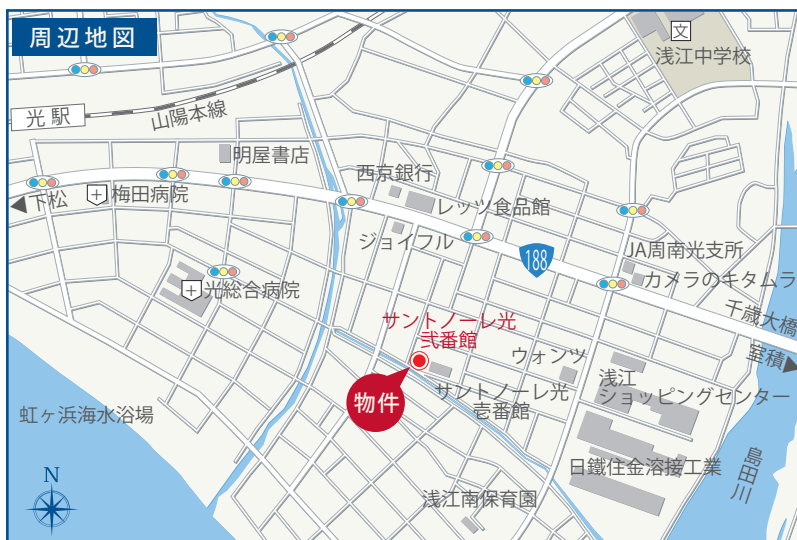 周辺地図
文
浅江中学校
光駅
山陽本線
明屋書店
西京銀行
梅田病院
下松
レッツ食品館
ジョイフル
188
JA周南光支所
カメラのキタムラ
光総合病院
千歳大橋
室積
サントノーレ光
弐番館
ウォンツ
浅江
ショッピングセンター
サントノーレ光
壱番館
物件
虹ヶ浜海水浴場
日鐵住金溶接工業
島田川
浅江南保育園
N